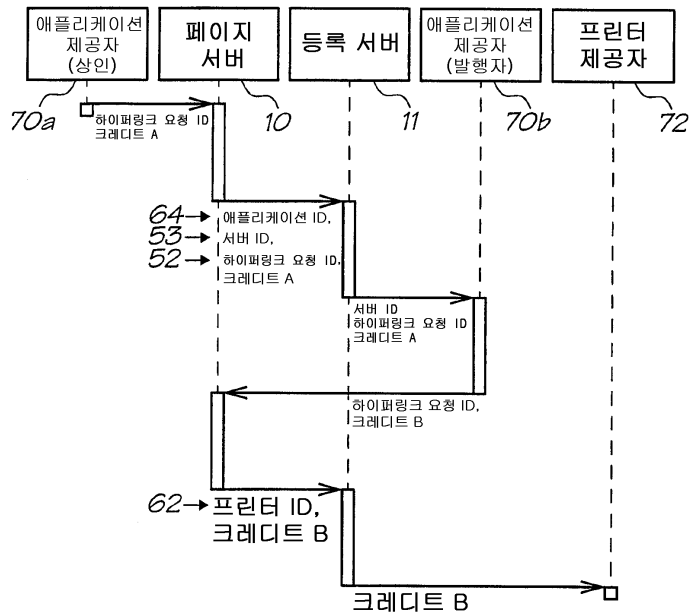 애플리케이션
제공자
(상인)
페이지
서버
등록 서버
애플리케이션
제공자
(발행자)
프린터
제공자
70a
10
11
70b
72
하이퍼링크 요청 ID
크레디트 A
64
애플리케이션 ID,
53
서버 ID,
52
하이퍼링크 요청 ID,
크레디트 A
서버 ID
하이퍼링크 요청 ID
크레디트 A
하이퍼링크 요청 ID,
크레디트 B
62
프린터 ID,
크레디트 B
크레디트 B